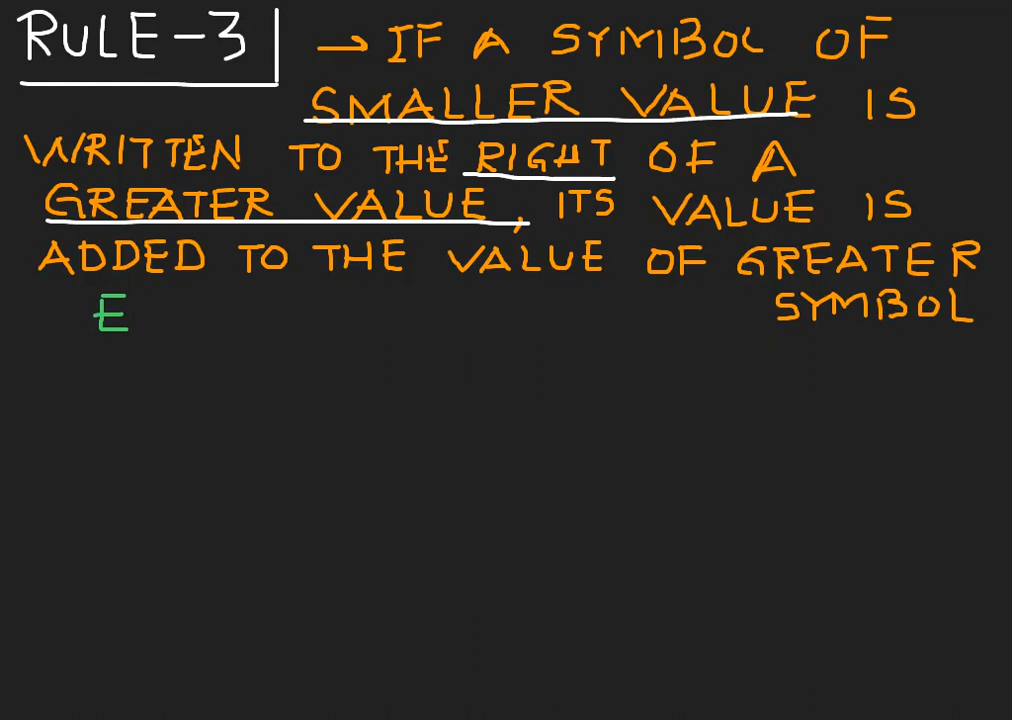 RULE-3 → IF A SYMBOL OF
SMALLER VALUE IS
WRITTEN TO THE RIGHT OF A
GREATER VALUE, ITS VALUE IS
ADDED TO THE VALUE OF GREATER
SYMBOL
E